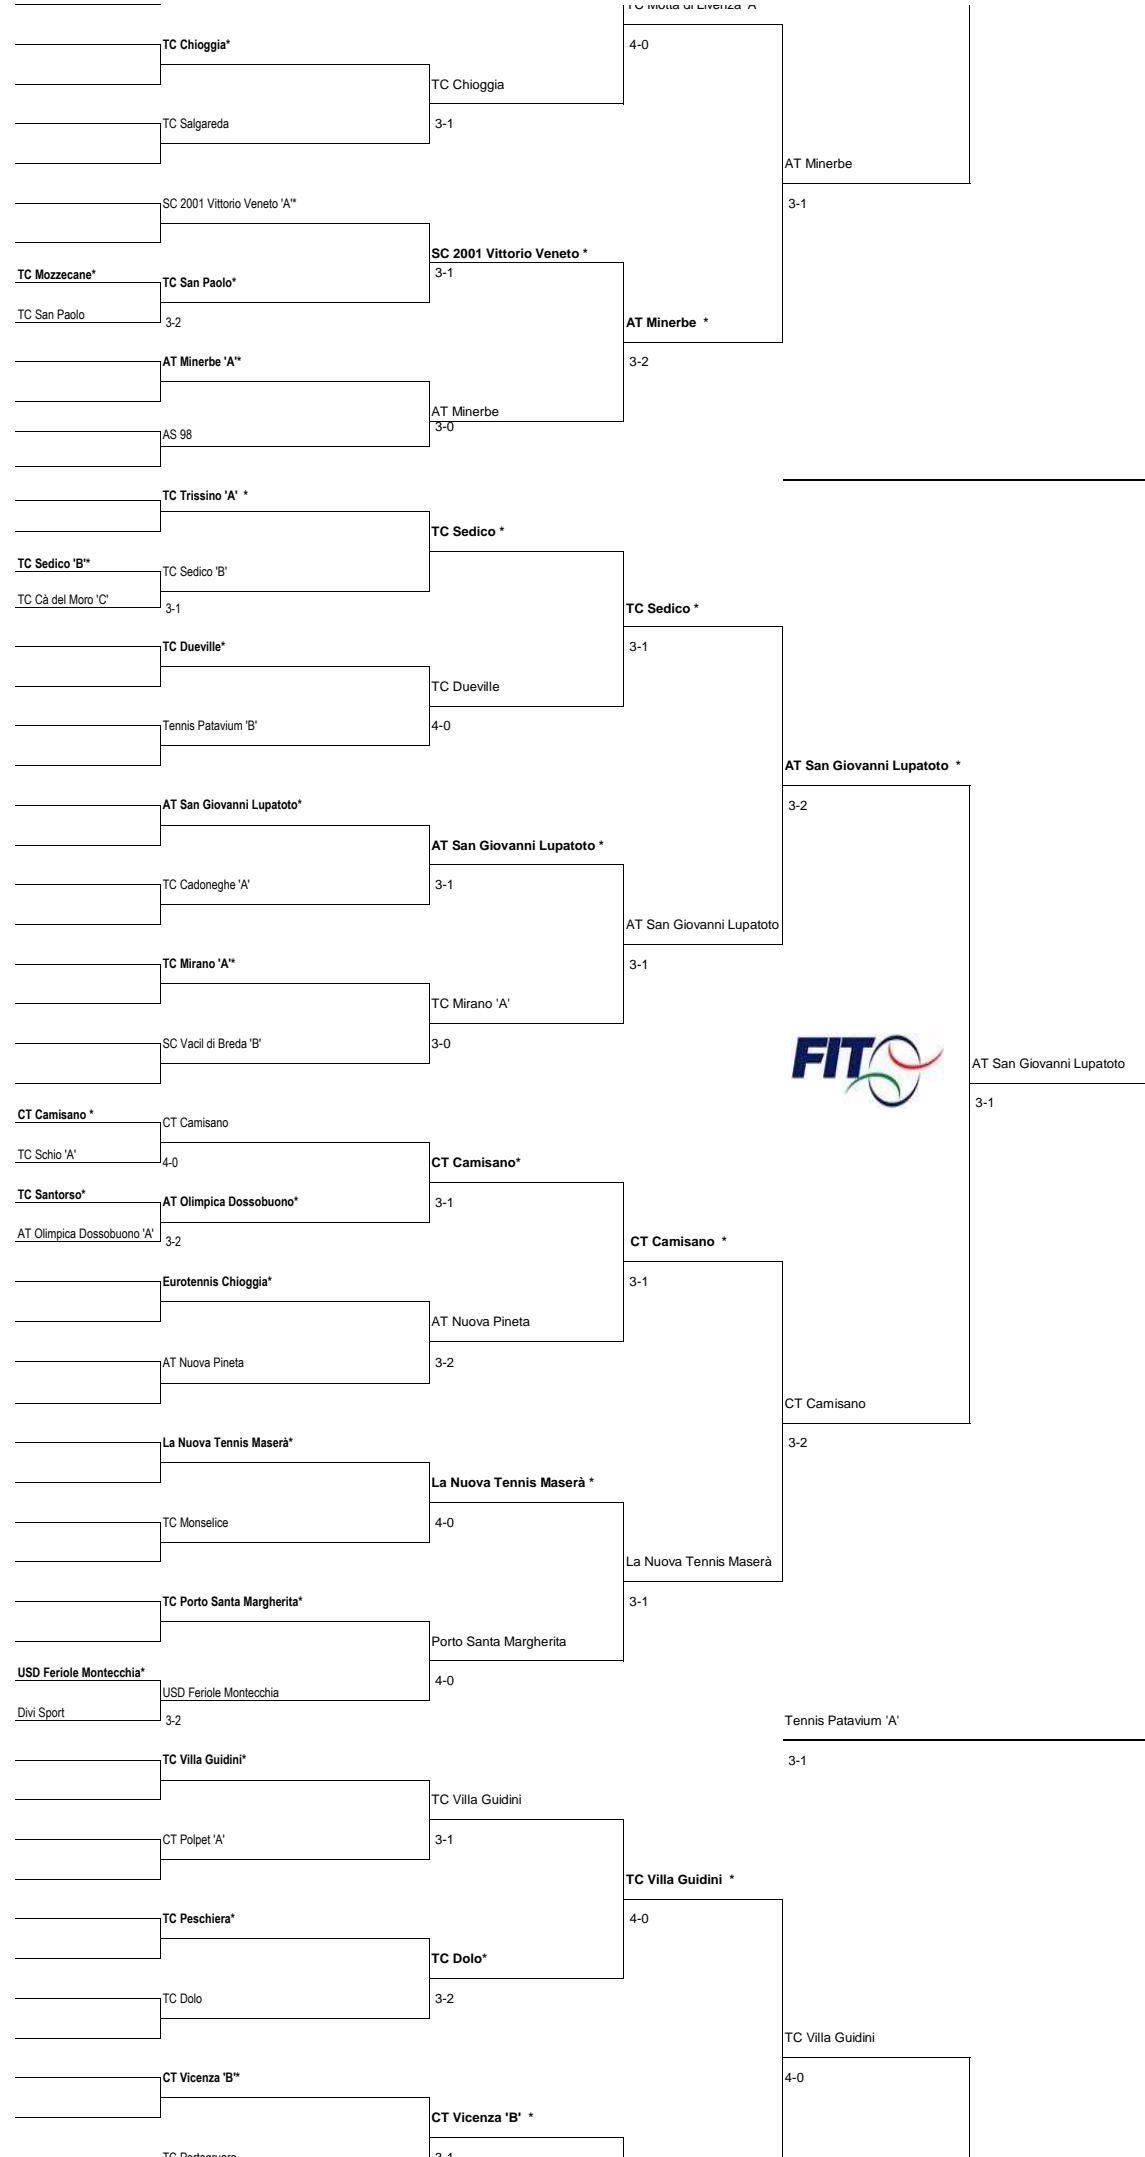 TC Motta di Livenza 'A'
TC Chioggia*
4-0
TC Chioggia
TC Salgareda
3-1
AT Minerbe
SC 2001 Vittorio Veneto 'A'*
3-1
SC 2001 Vittorio Veneto *
TC Mozzecane*
3-1
TC San Paolo*
TC San Paolo
3-2
AT Minerbe *
AT Minerbe 'A'*
3-2
AT Minerbe
3-0
AS 98
TC Trissino 'A' *
TC Sedico *
TC Sedico 'B'*
TC Sedico 'B'
TC Cà del Moro 'C'
3-1
TC Sedico *
TC Dueville*
3-1
TC Dueville
Tennis Patavium 'B'
4-0
AT San Giovanni Lupatoto *
AT San Giovanni Lupatoto*
3-2
AT San Giovanni Lupatoto *
TC Cadoneghe 'A'
3-1
AT San Giovanni Lupatoto
TC Mirano 'A'*
3-1
TC Mirano 'A'
SC Vacil di Breda 'B'
3-0
FIT
AT San Giovanni Lupatoto
3-1
CT Camisano *
CT Camisano
TC Schio 'A'
4-0
CT Camisano*
TC Santorso*
AT Olimpica Dossobuono*
3-1
AT Olimpica Dossobuono 'A'
3-2
CT Camisano *
Eurotennis Chioggia*
3-1
AT Nuova Pineta
AT Nuova Pineta
3-2
CT Camisano
La Nuova Tennis Maserà*
3-2
La Nuova Tennis Maserà *
TC Monselice
4-0
La Nuova Tennis Maserà
TC Porto Santa Margherita*
3-1
Porto Santa Margherita
USD Feriole Montecchia*
4-0
USD Feriole Montecchia
Divi Sport
3-2
Tennis Patavium 'A'
TC Villa Guidini*
3-1
TC Villa Guidini
CT Polpet 'A'
3-1
TC Villa Guidini *
TC Peschiera*
4-0
TC Dolo*
TC Dolo
3-2
TC Villa Guidini
CT Vicenza 'B'*
4-0
CT Vicenza 'B' *
TC Portogruaro
3-1